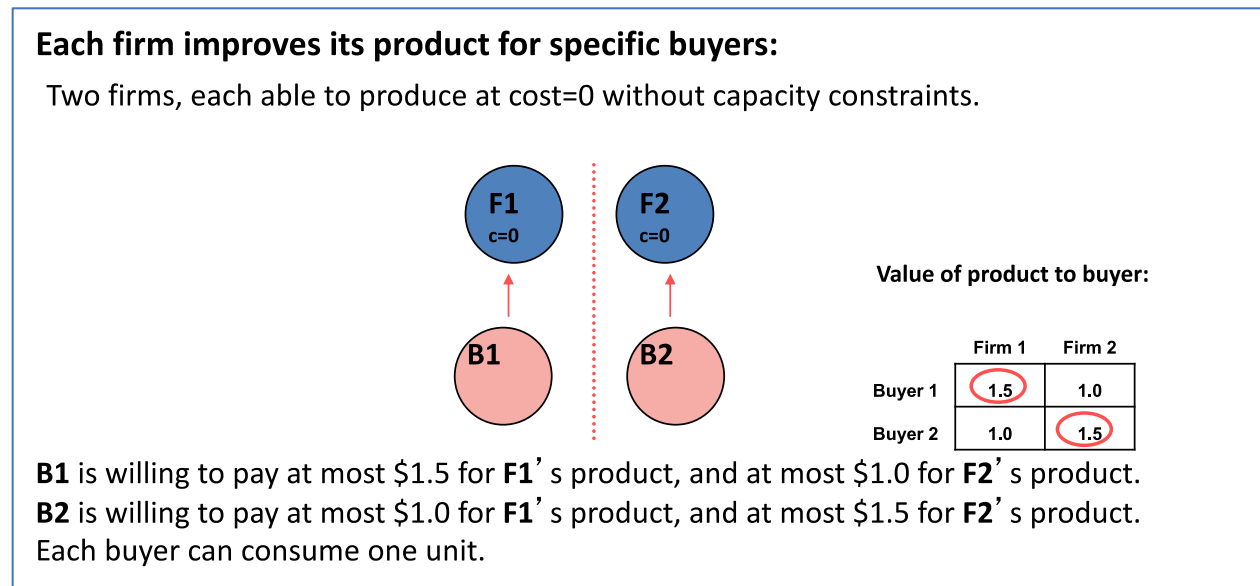 Each firm improves its product for specific buyers:
Two firms, each able to produce at cost=0 without capacity constraints.
F1
c=0
F2
c=0
B1
B2
Value of product to buyer:
Firm 1 Firm 2
Buyer 1 1.5 1.0
Buyer 2 1.0 1.5
B1 is willing to pay at most $1.5 for F1’ s product, and at most $1.0 for F2’ s product.
B2 is willing to pay at most $1.0 for F1’ s product, and at most $1.5 for F2’ s product.
Each buyer can consume one unit.